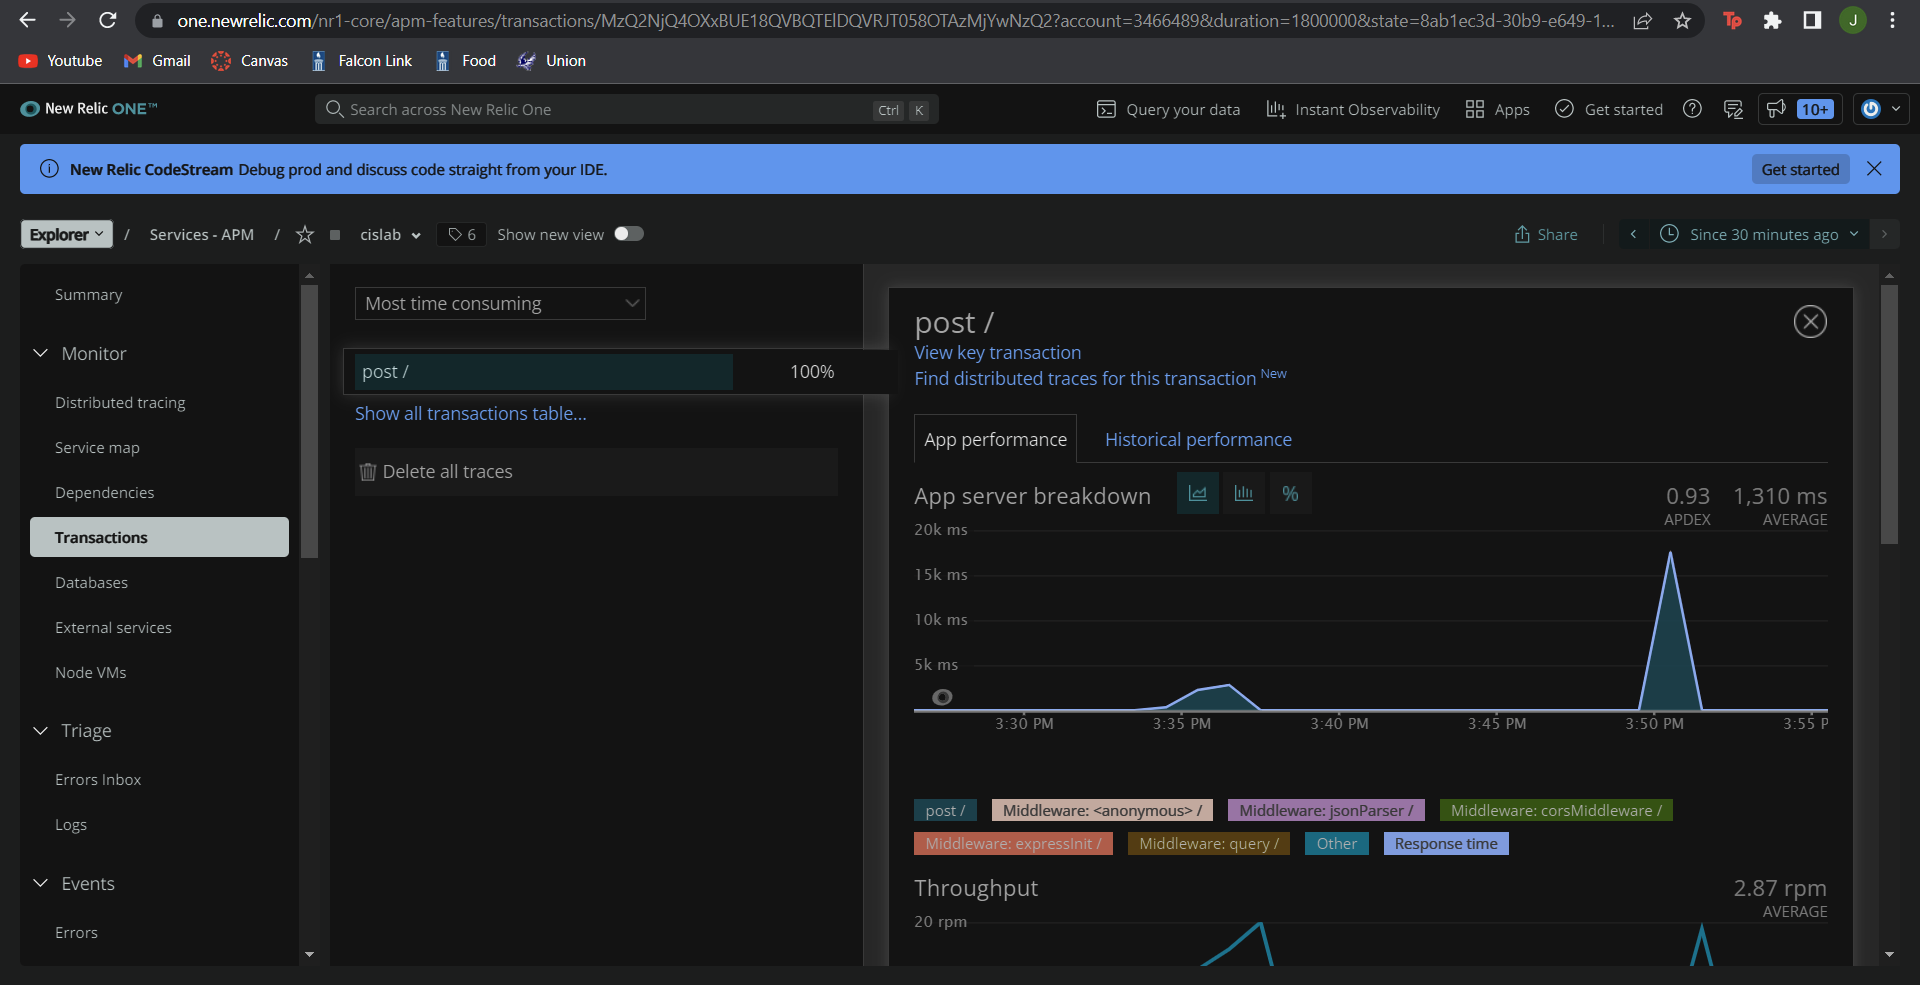 one.newrelic.com/nr1-core/apm-features/transactions/MzQ2NjQ4OXxBUE18QVBQTElDQVRJT058OTAzMjYwNzQ2?account=3466489&duration=1800000&state=8ab1ec3d-30b9-e649-1...
Tp
J
Youtube
Gmail
Canvas
Falcon Link
Food
Union
New Relic ONE™
Search across New Relic One
Ctrl K
Query your data
Instant Observability
Apps
Get started
10+
New Relic CodeStream Debug prod and discuss code straight from your IDE.
Get started
Explorer / Services - APM / cislab 6 Show new view
Share
Since 30 minutes ago
Summary
Monitor
Distributed tracing
Service map
Dependencies
Transactions
Databases
External services
Node VMs
Triage
Errors Inbox
Logs
Events
Errors
Most time consuming
post / 100%
Show all transactions table...
Delete all traces
post /
View key transaction
Find distributed traces for this transaction New
App performance
Historical performance
App server breakdown
%
0.93 1,310 ms
APDEX AVERAGE
20k ms
15k ms
10k ms
5k ms
3:30 PM 3:35 PM 3:40 PM 3:45 PM 3:50 PM 3:55 P
post / Middleware: <anonymous> / Middleware: jsonParser / Middleware: corsMiddleware /
Middleware: expressInit / Middleware: query / Other Response time
Throughput
2.87 rpm
AVERAGE
20 rpm